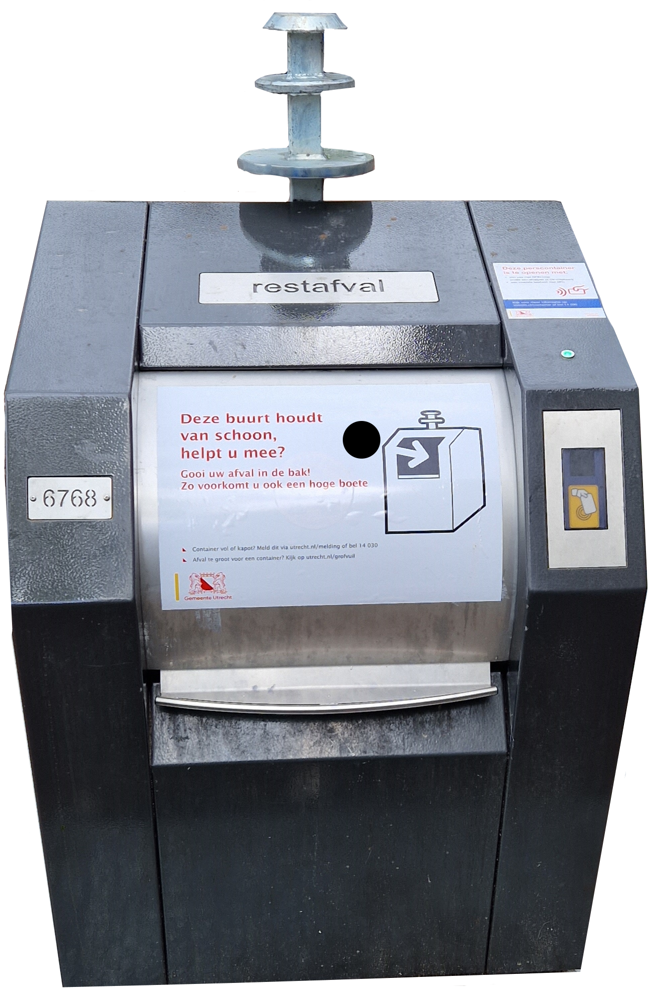 restafval
Deze perscontainer
is te openen met:
Deze buurt houdt
van schoon,
helpt u mee?
Gooi uw afval in de bak!
Zo voorkomt u ook een hoge boete
6768
Container vol of kapot? Meld dit via utrecht.nl/melding of bel 14 030
Afval te groot voor een container? Kijk op utrecht.nl/grofvuil
Gemeente Utrecht